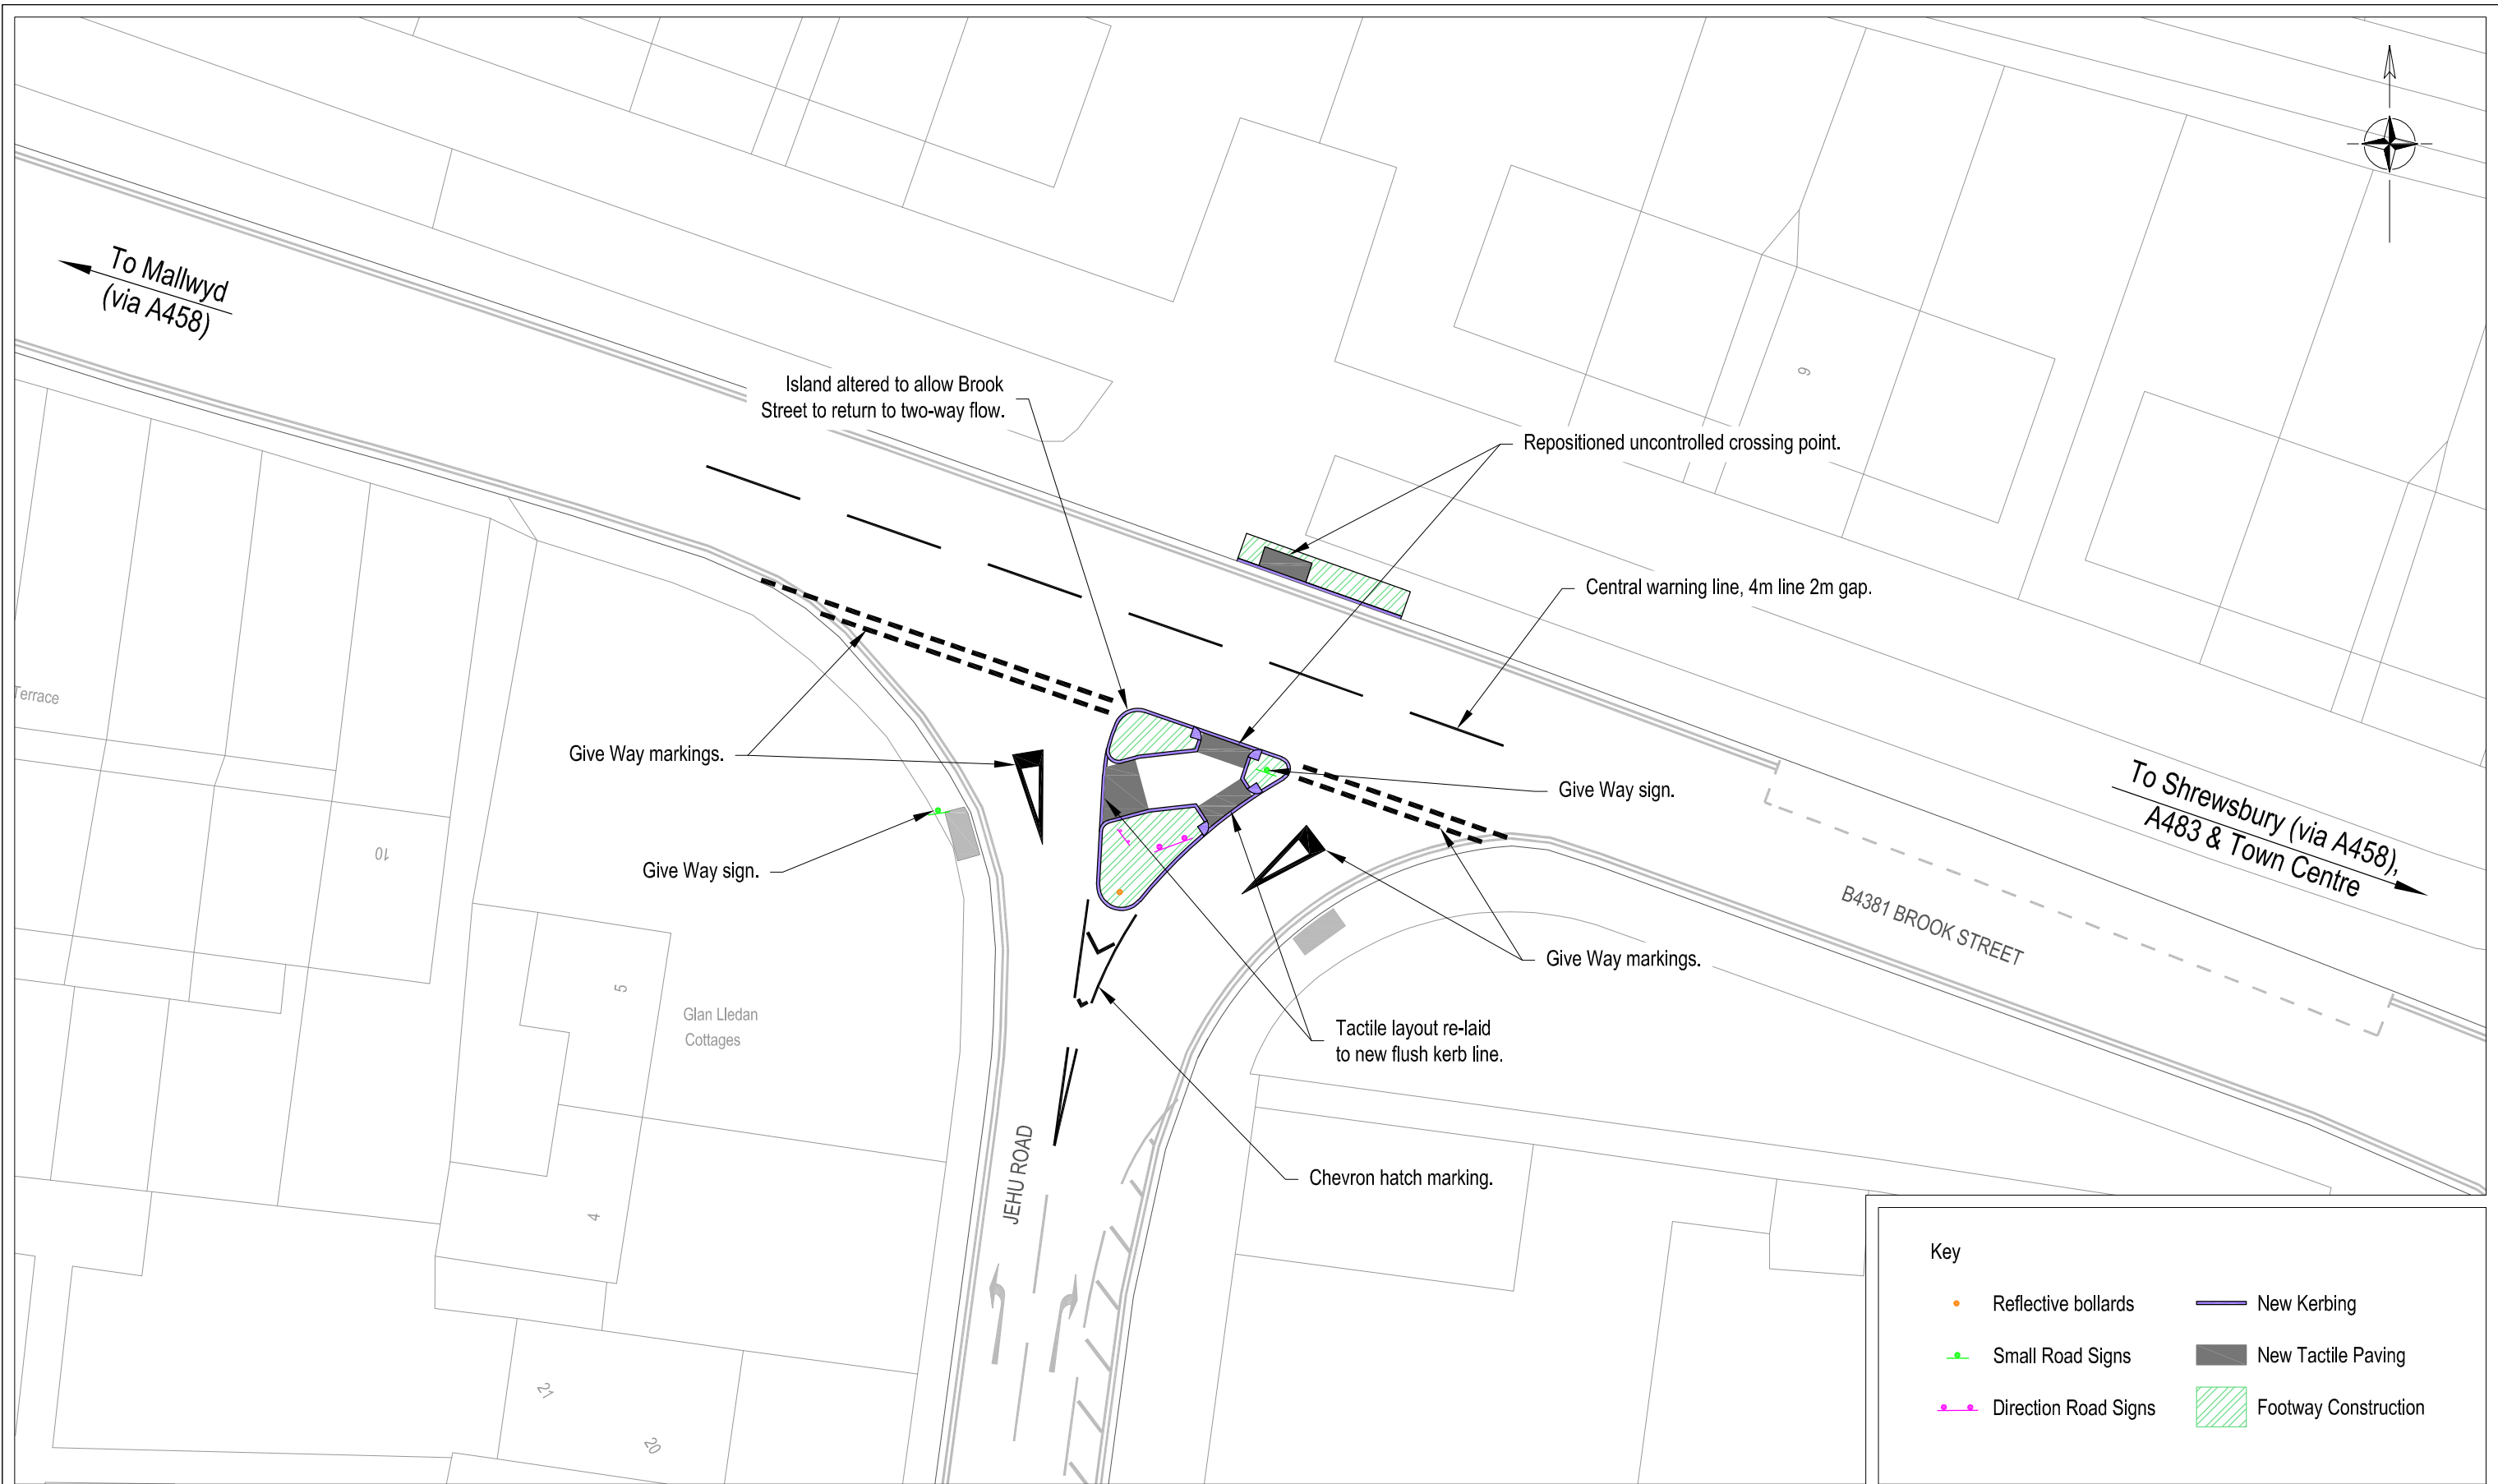 To Mallwyd
(via A458)
Island altered to allow Brook
Street to return to two-way flow.
9
Repositioned uncontrolled crossing point.
Central warning line, 4m line 2m gap.
Terrace
Give Way markings.
Give Way sign.
To Shrewsbury (via A458),
A483 & Town Centre
10
Give Way sign.
B4381 BROOK STREET
Give Way markings.
5
Glan Lledan
Cottages
Tactile layout re-laid
to new flush kerb line.
JEHU ROAD
Chevron hatch marking.
4
21
20
Key
Reflective bollards
New Kerbing
Small Road Signs
New Tactile Paving
Direction Road Signs
Footway Construction